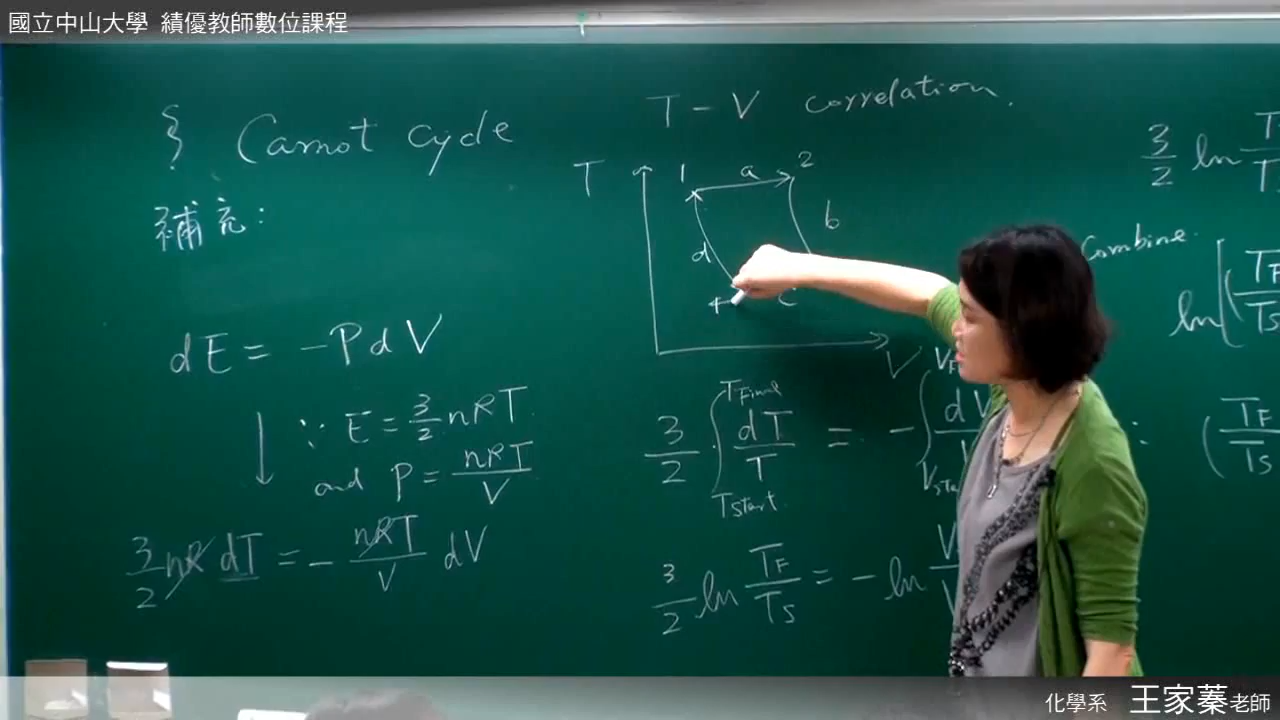 國立中山大學 績優教師數位課程
§ Carnot Cycle
補充：
dE = -PdV
↓ ∵ E = 3/2 nRT
and P = nRT/V
3/2 nR dT = - nRT/V dV
T - V correlation.
T
1 a 2
b
d
4 c
V
3/2 ∫ TFinal Tstart dT/T = - ∫ dV
3/2 ln TF/TS = - ln
3/2 ln
Combine
ln[(TF/TS
(TF/TS
化學系 王家蓁老師